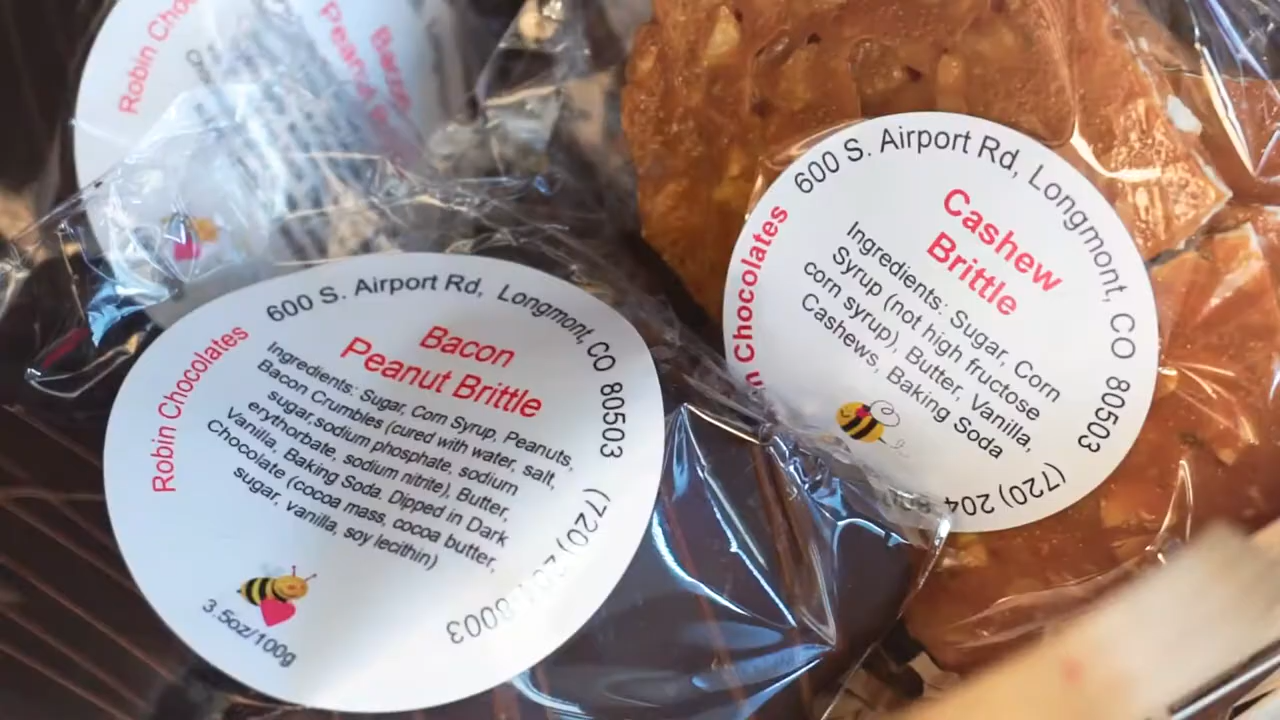 Robin Choc
Bacon
Peanut
600 S. Airport Rd, Longmont, CO 80503
Robin Chocolates
Bacon
Peanut Brittle
Ingredients: Sugar, Corn Syrup, Peanuts,
Bacon Crumbles (cured with water, salt,
sugar, sodium phosphate, sodium
erythorbate, sodium nitrite), Butter,
Vanilla, Baking Soda. Dipped in Dark
Chocolate (cocoa mass, cocoa butter,
sugar, vanilla, soy lecithin)
(720) 20 8003
3.5oz/100g
600 S. Airport Rd, Longmont, CO 80503
Chocolates
Cashew
Brittle
Ingredients: Sugar, Corn
Syrup (not high fructose
corn syrup), Butter, Vanilla,
Cashews, Baking Soda
(720) 204